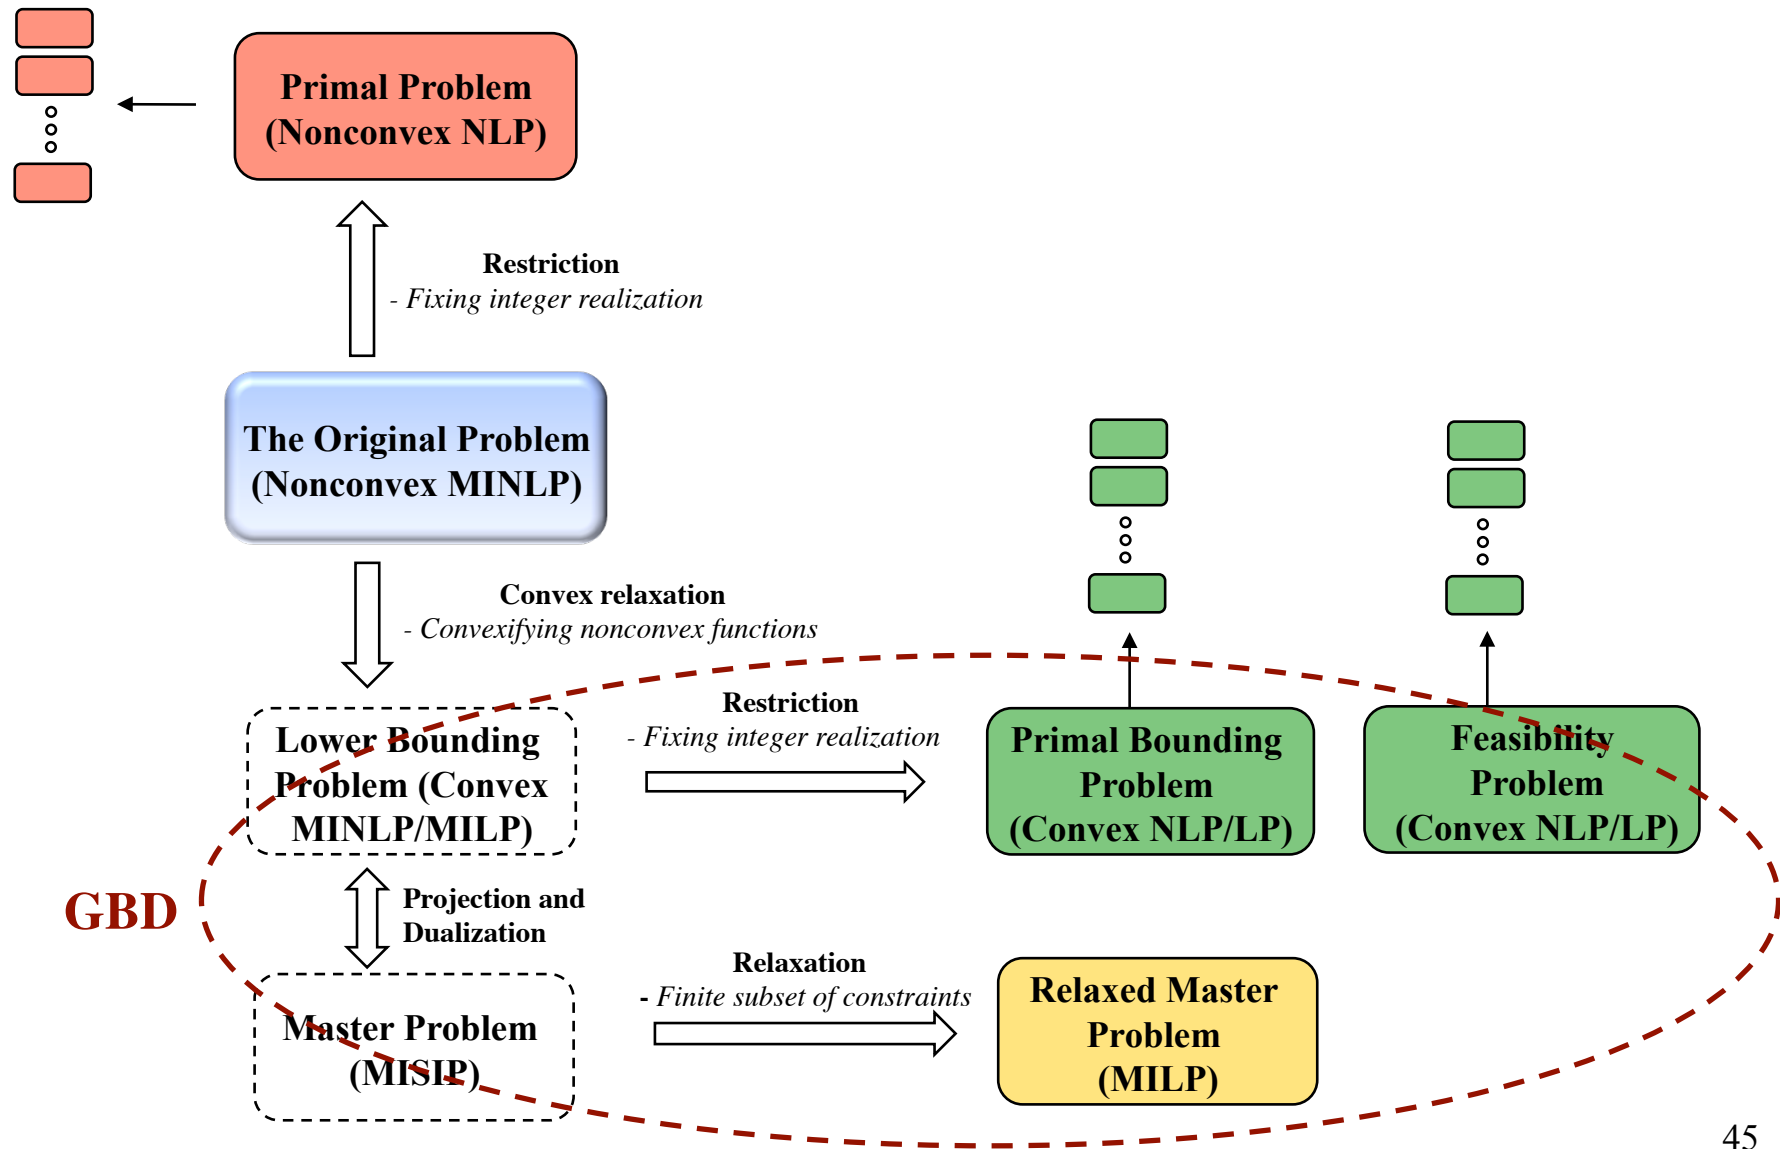 Primal Problem
(Nonconvex NLP)
Restriction
- Fixing integer realization
The Original Problem
(Nonconvex MINLP)
Convex relaxation
- Convexifying nonconvex functions
Lower Bounding
Problem (Convex
MINLP/MILP)
Restriction
- Fixing integer realization
Primal Bounding
Problem
(Convex NLP/LP)
Feasibility
Problem
(Convex NLP/LP)
GBD
Projection and
Dualization
Master Problem
(MISIP)
Relaxation
- Finite subset of constraints
Relaxed Master
Problem
(MILP)
45